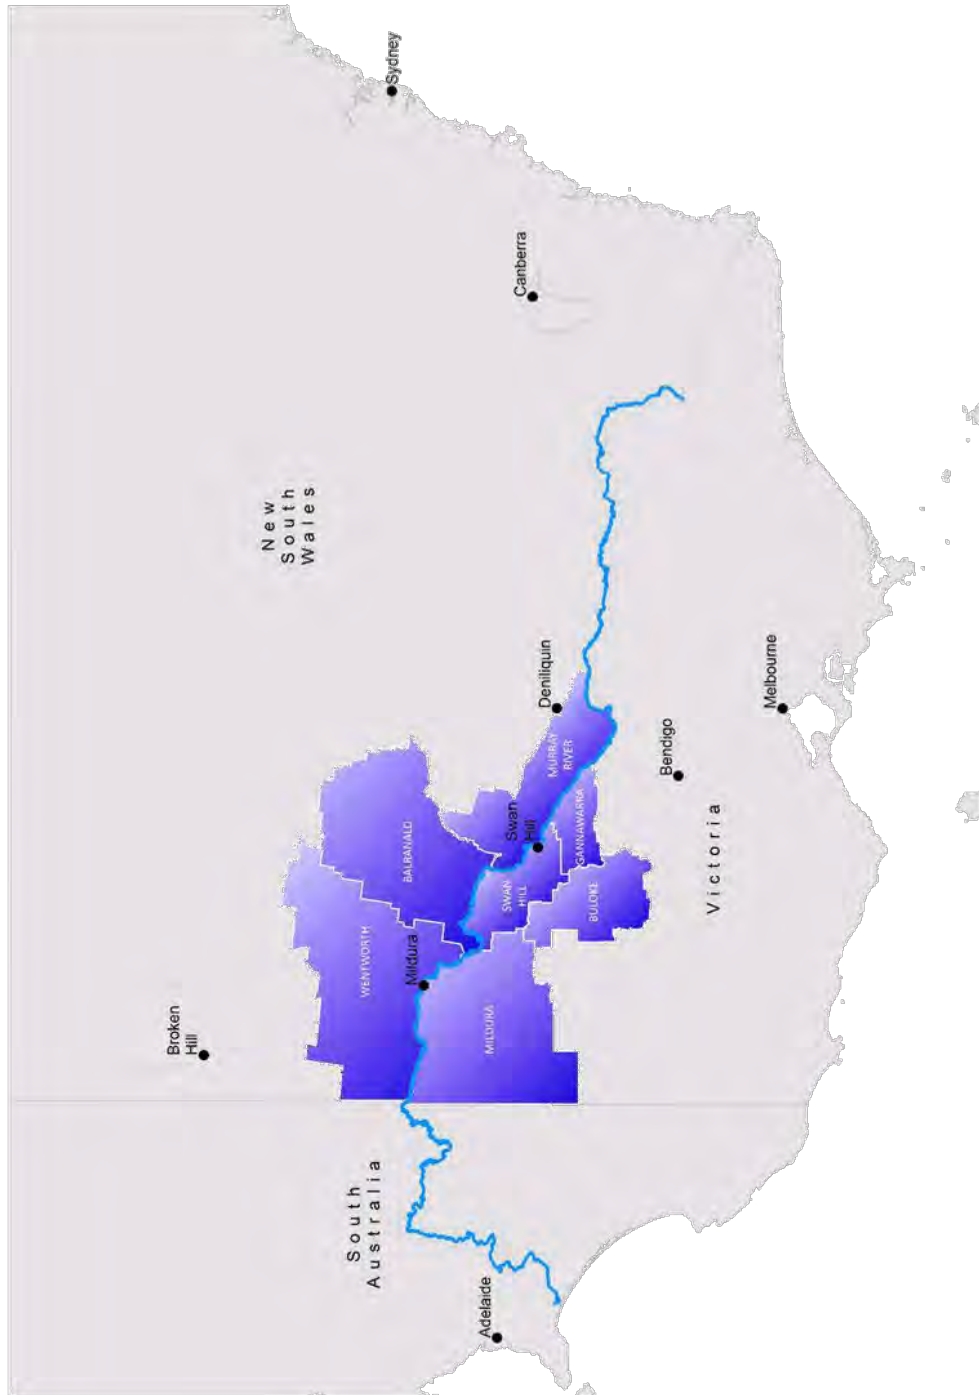 Broken
Hill
New
South
Wales
Sydney
Canberra
WENTWORTH
BALRANALD
Mildura
South
Australia
MILDURA
SWAN
HILL
Swan
Hill
MURRAY
RIVER
Deniliquin
GANNAWARRA
BULOKE
Adelaide
Bendigo
Victoria
Melbourne